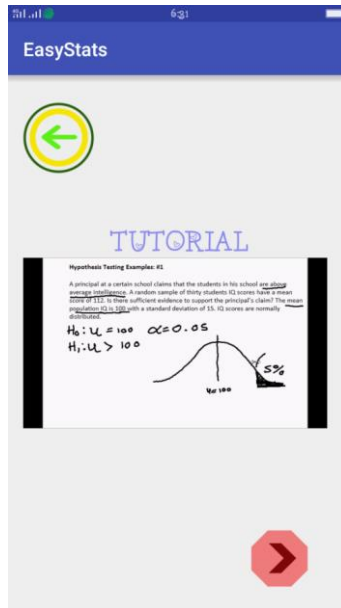 6:31
EasyStats
TUTORIAL
Hypothesis Testing Examples: #1
A principal at a certain school claims that the students in his school are above
average intelligence. A random sample of thirty students IQ scores have a mean
score of 112. Is there sufficient evidence to support the principal's claim? The mean
population IQ is 100 with a standard deviation of 15. IQ scores are normally
distributed.
H₀: μ = 100 α=0.05
H₁: μ > 100
5%
100